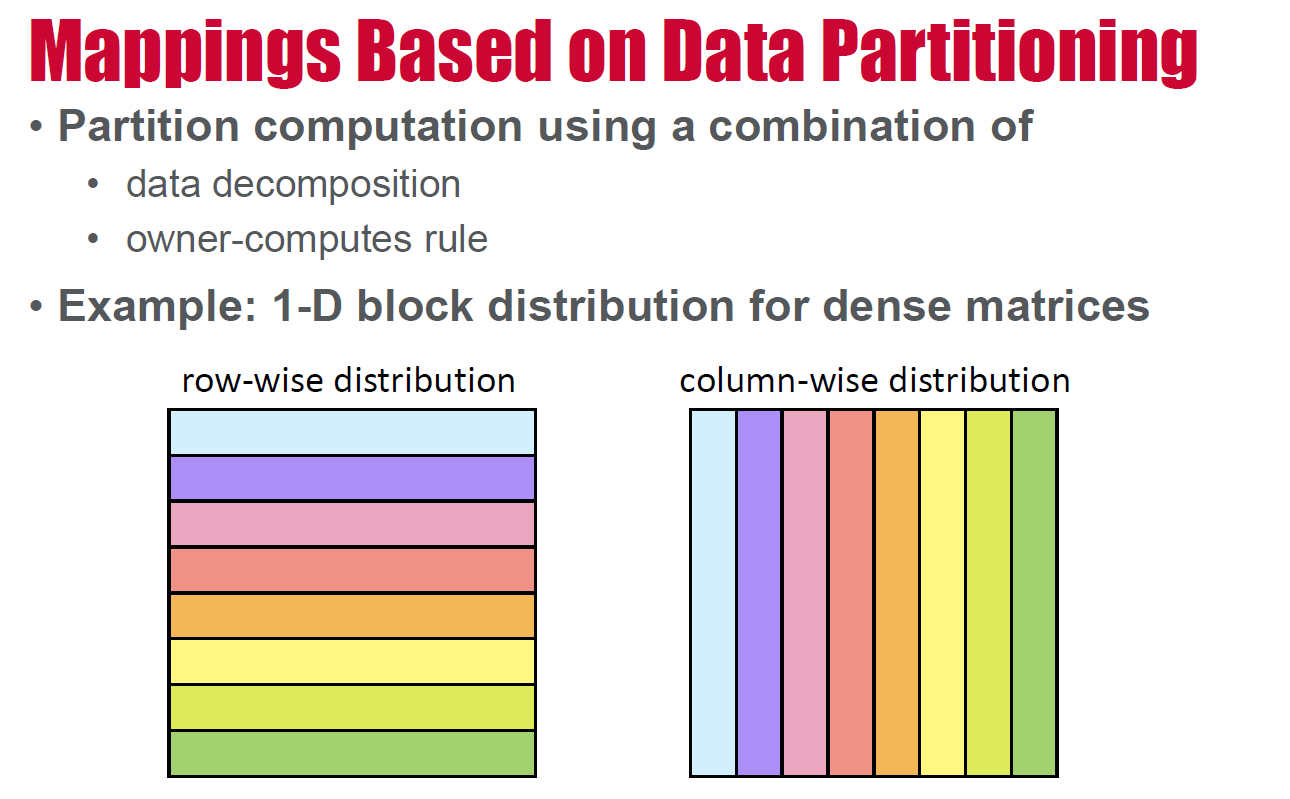 Mappings Based on Data Partitioning
• Partition computation using a combination of
• data decomposition
• owner-computes rule
• Example: 1-D block distribution for dense matrices
row-wise distribution
column-wise distribution